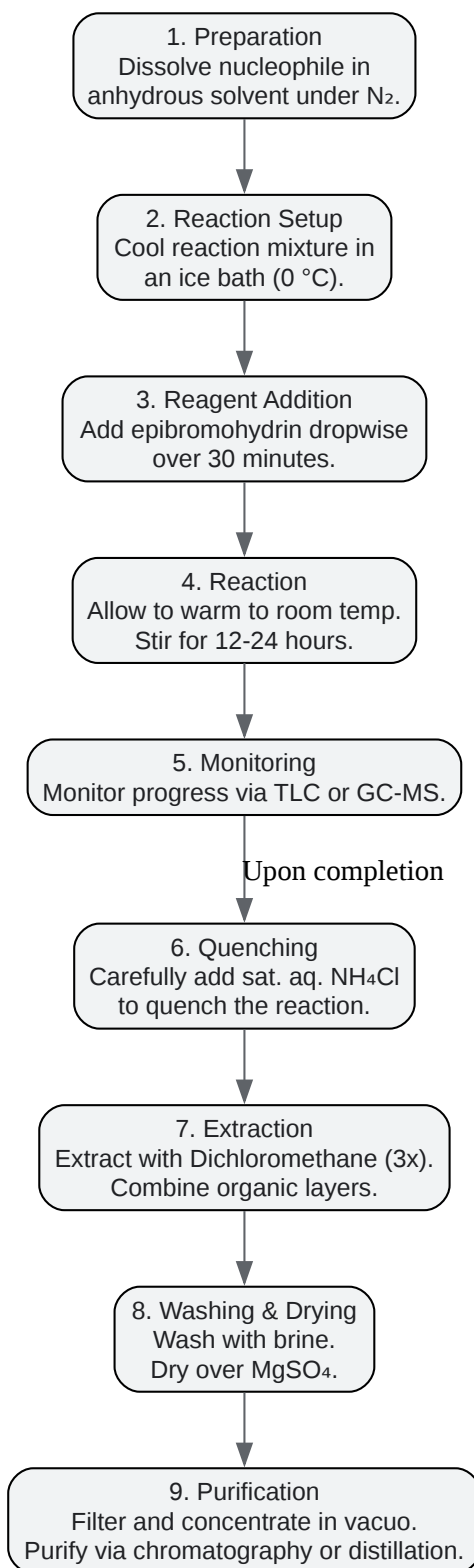 1. Preparation
Dissolve nucleophile in
anhydrous solvent under N₂.
2. Reaction Setup
Cool reaction mixture in
an ice bath (0 °C).
3. Reagent Addition
Add epibromohydrin dropwise
over 30 minutes.
4. Reaction
Allow to warm to room temp.
Stir for 12-24 hours.
5. Monitoring
Monitor progress via TLC or GC-MS.
Upon completion
6. Quenching
Carefully add sat. aq. NH₄Cl
to quench the reaction.
7. Extraction
Extract with Dichloromethane (3x).
Combine organic layers.
8. Washing & Drying
Wash with brine.
Dry over MgSO₄.
9. Purification
Filter and concentrate in vacuo.
Purify via chromatography or distillation.